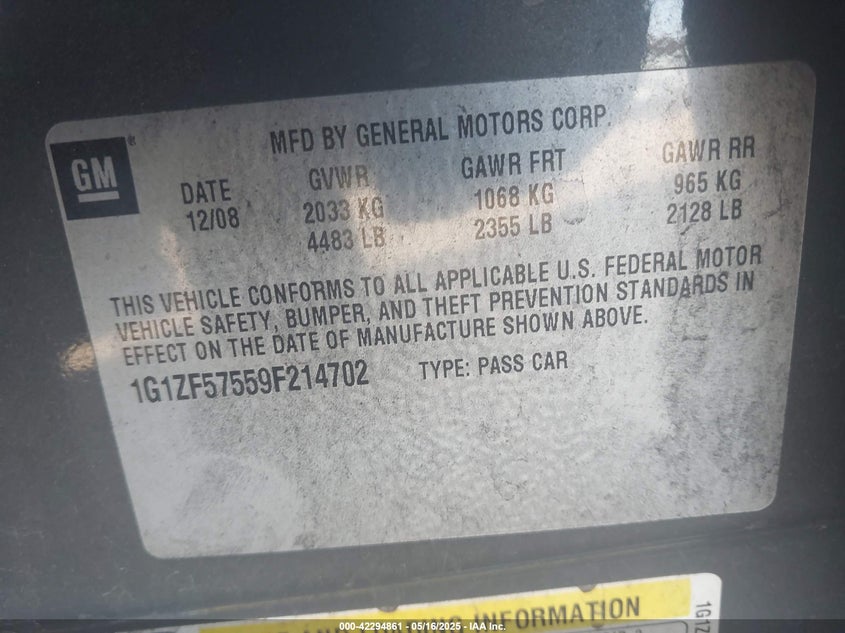 MFD BY GENERAL MOTORS CORP.
GM
DATE GVWR GAWR FRT GAWR RR
12/08 2033 KG 1068 KG 965 KG
4483 LB 2355 LB 2128 LB
THIS VEHICLE CONFORMS TO ALL APPLICABLE U.S. FEDERAL MOTOR
VEHICLE SAFETY, BUMPER, AND THEFT PREVENTION STANDARDS IN
EFFECT ON THE DATE OF MANUFACTURE SHOWN ABOVE.
1G1ZF57559F214702 TYPE: PASS CAR
INFORMATION
1G1Z
000-42294861 - 05/16/2025 - IAA Inc.